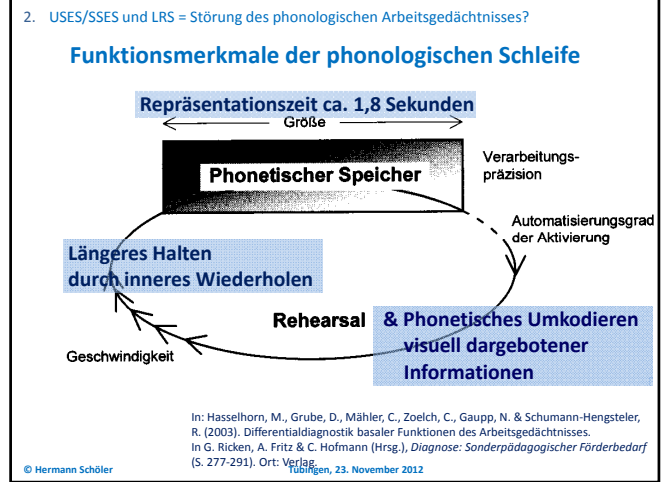 2. USES/SSES und LRS = Störung des phonologischen Arbeitsgedächtnisses?
Funktionsmerkmale der phonologischen Schleife
Repräsentationszeit ca. 1,8 Sekunden
Größe
Phonetischer Speicher
Verarbeitungs-
präzision
Automatisierungsgrad
der Aktivierung
Längeres Halten
durch inneres Wiederholen
Rehearsal & Phonetisches Umkodieren
visuell dargebotener
Informationen
Geschwindigkeit
In: Hasselhorn, M., Grube, D., Mähler, C., Zoelch, C., Gaupp, N. & Schumann-Hengsteler,
R. (2003). Differentialdiagnostik basaler Funktionen des Arbeitsgedächtnisses.
In G. Ricken, A. Fritz & C. Hofmann (Hrsg.), Diagnose: Sonderpädagogischer Förderbedarf
(S. 277-291). Ort: Verlag.
© Hermann Schöler Tübingen, 23. November 2012